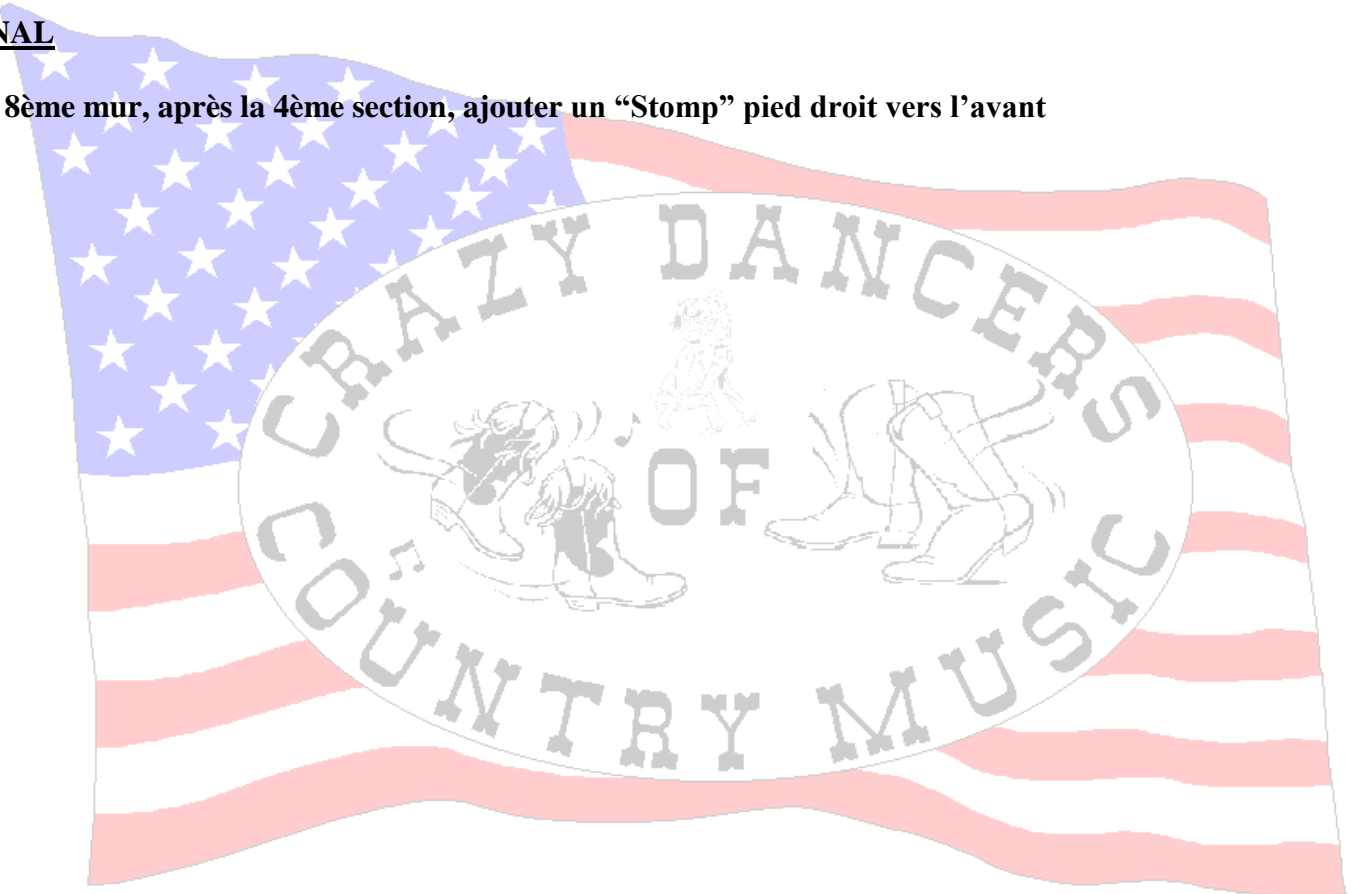 NAL
8ème mur, après la 4ème section, ajouter un “Stomp” pied droit vers l’avant
CRAZY DANCERS
OF
COUNTRY MUSIC